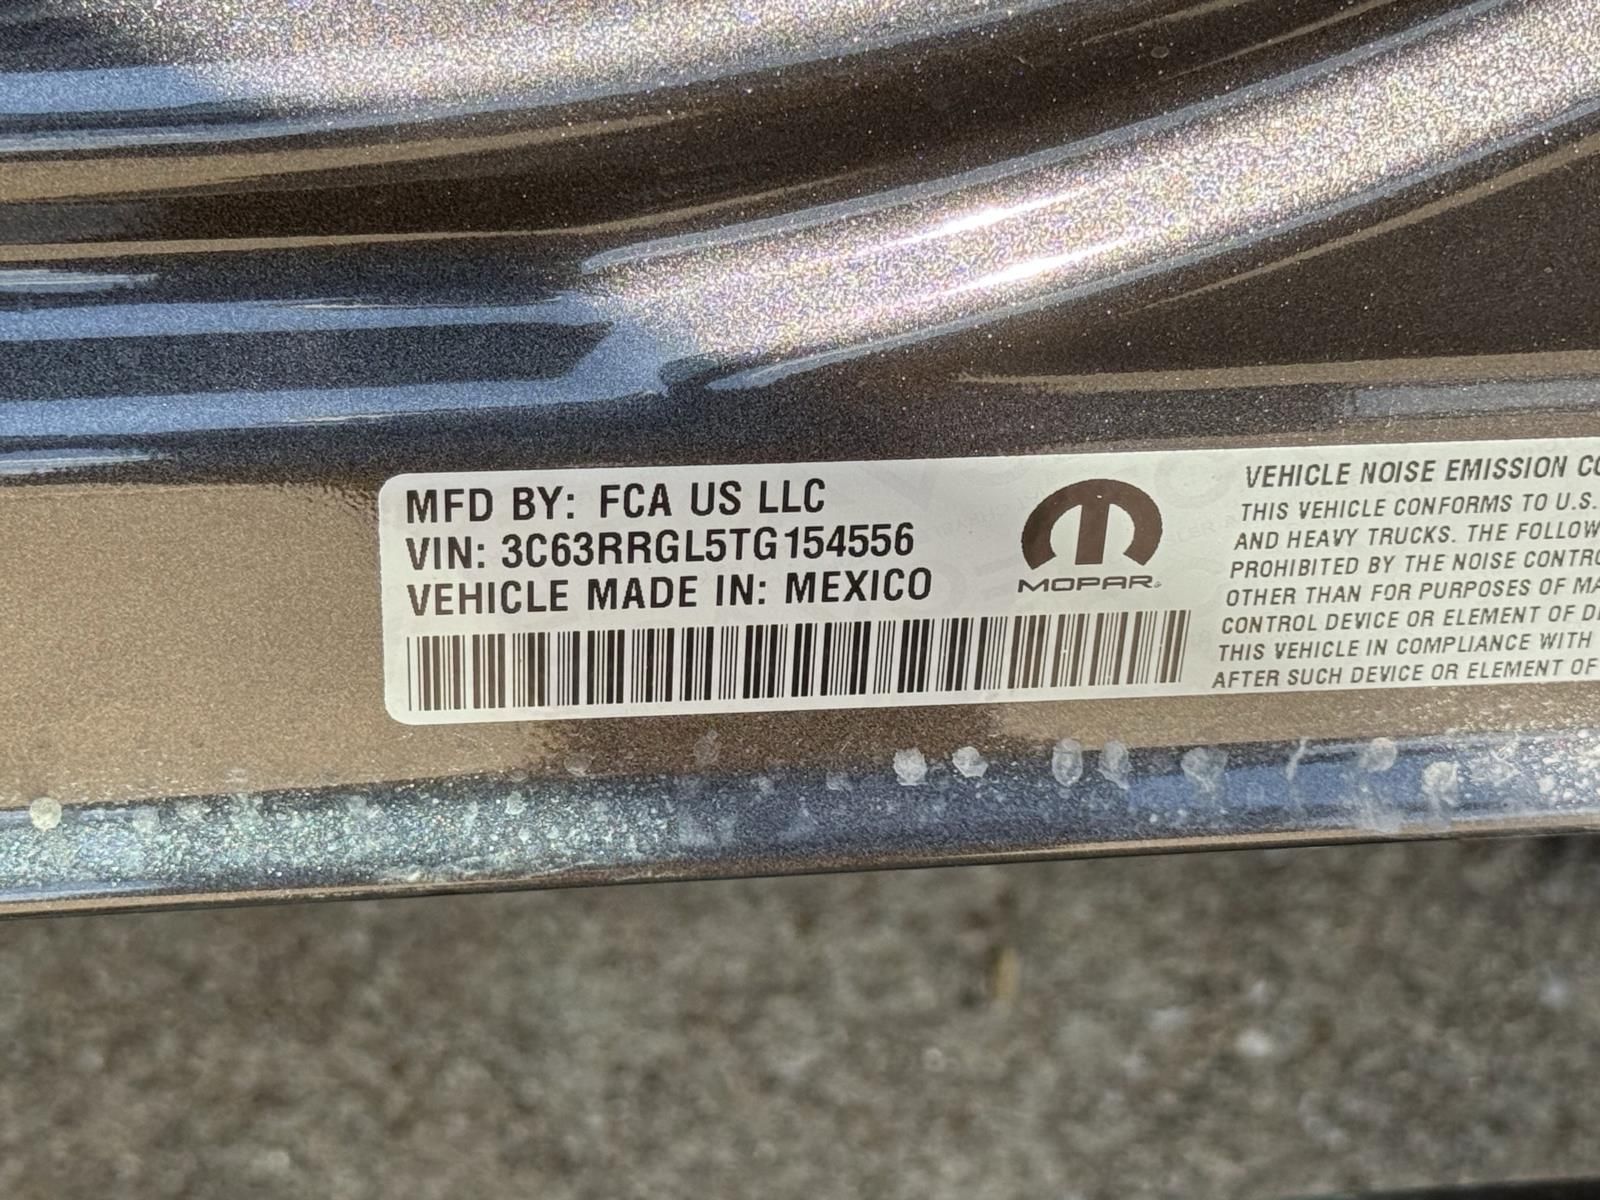 MFD BY: FCA US LLC
VIN: 3C63RRGL5TG154556
VEHICLE MADE IN: MEXICO
MOPAR
VEHICLE NOISE EMISSION CO
THIS VEHICLE CONFORMS TO U.S.
AND HEAVY TRUCKS. THE FOLLOW
PROHIBITED BY THE NOISE CONTRO
OTHER THAN FOR PURPOSES OF MA
CONTROL DEVICE OR ELEMENT OF DE
THIS VEHICLE IN COMPLIANCE WITH
AFTER SUCH DEVICE OR ELEMENT OF